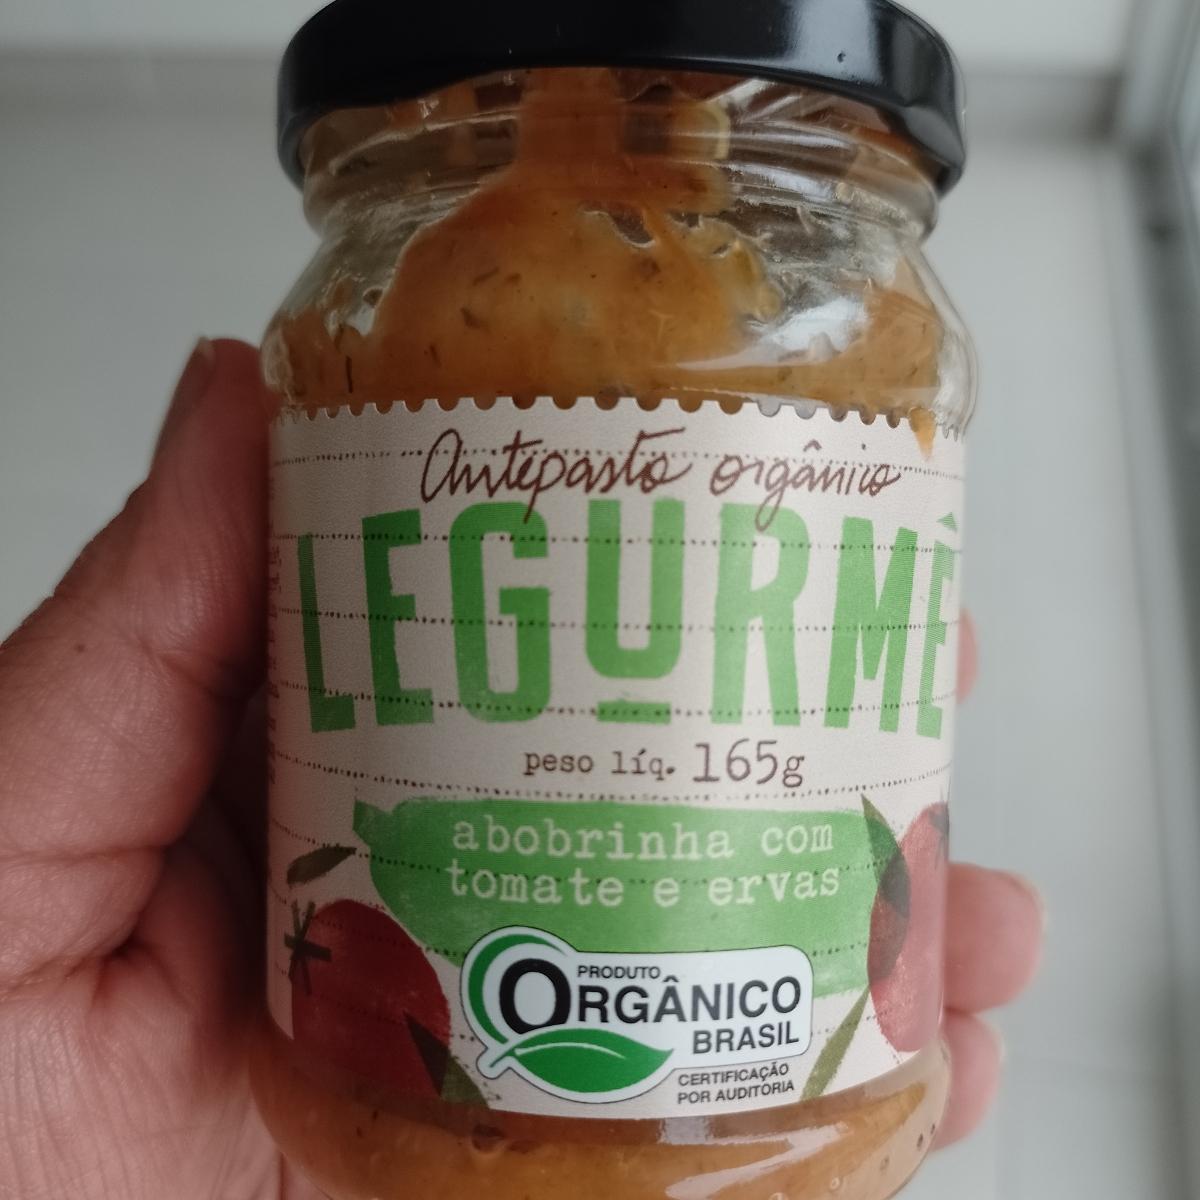 Antepasto orgânico
LEGURMÊ
peso líq. 165g
abobrinha com
tomate e ervas
PRODUTO
ORGÂNICO
BRASIL
CERTIFICAÇÃO
POR AUDITORIA